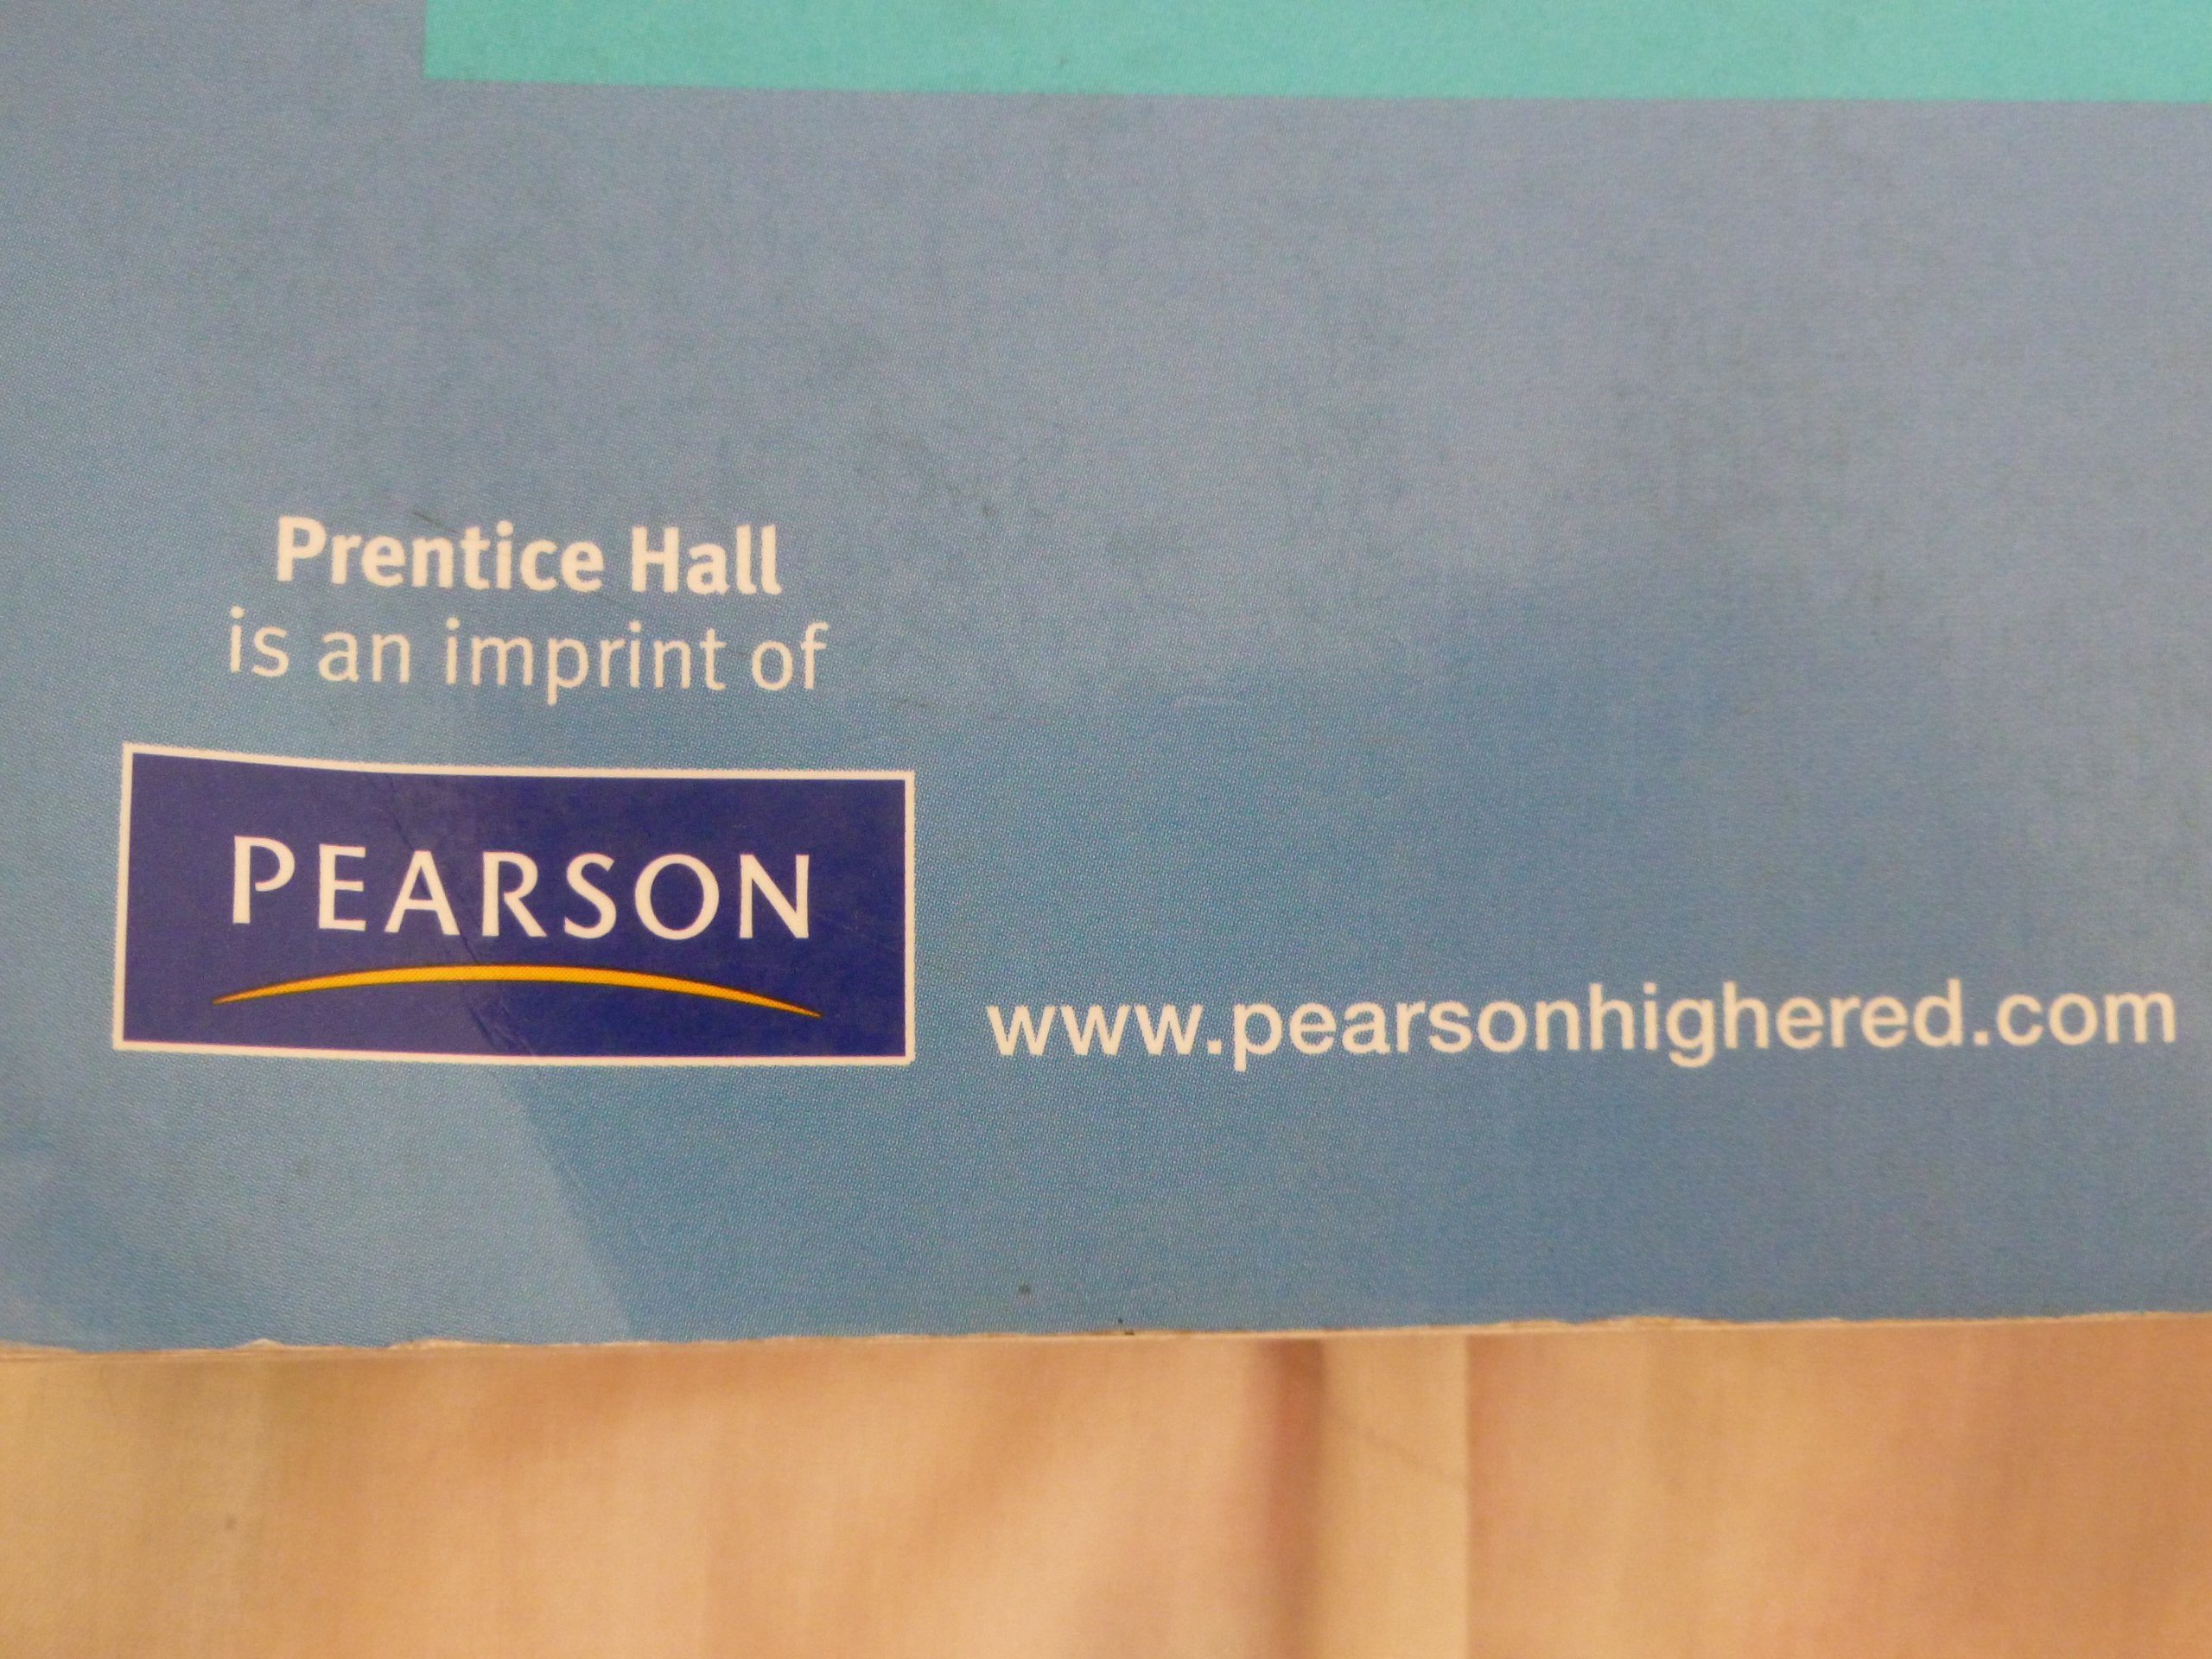 Prentice Hall
is an imprint of
PEARSON
www.pearsonhighered.com